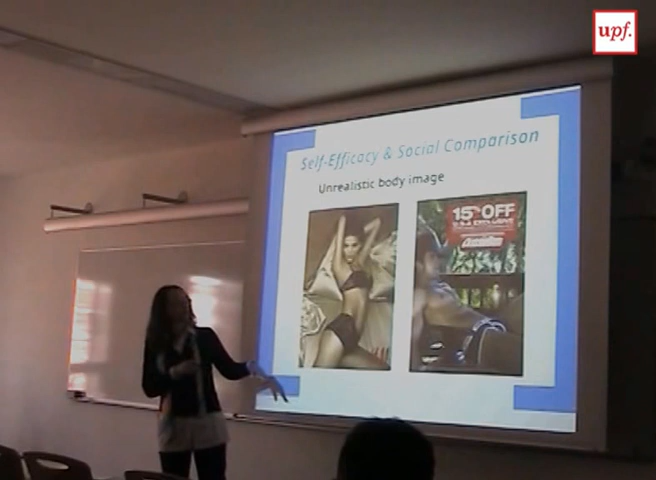 upf.
Self-Efficacy & Social Comparison
Unrealistic body image
15% OFF